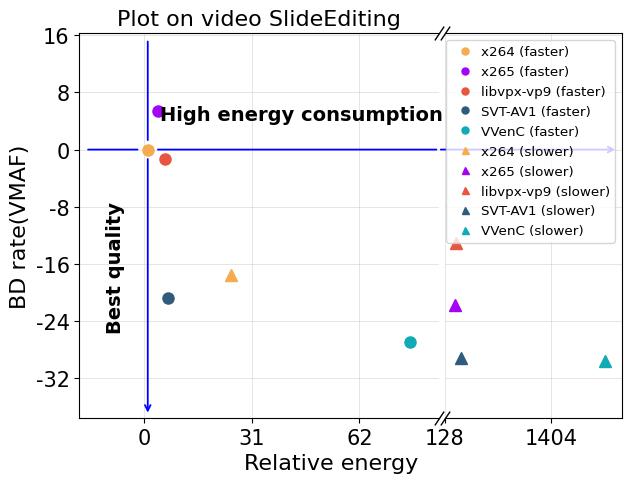 Plot on video SlideEditing
16
8
0
-8
-16
-24
-32
BD rate(VMAF)
High energy consumption
Best quality
x264 (faster)
x265 (faster)
libvpx-vp9 (faster)
SVT-AV1 (faster)
VVenC (faster)
x264 (slower)
x265 (slower)
libvpx-vp9 (slower)
SVT-AV1 (slower)
VVenC (slower)
0 31 62 128 1404
Relative energy